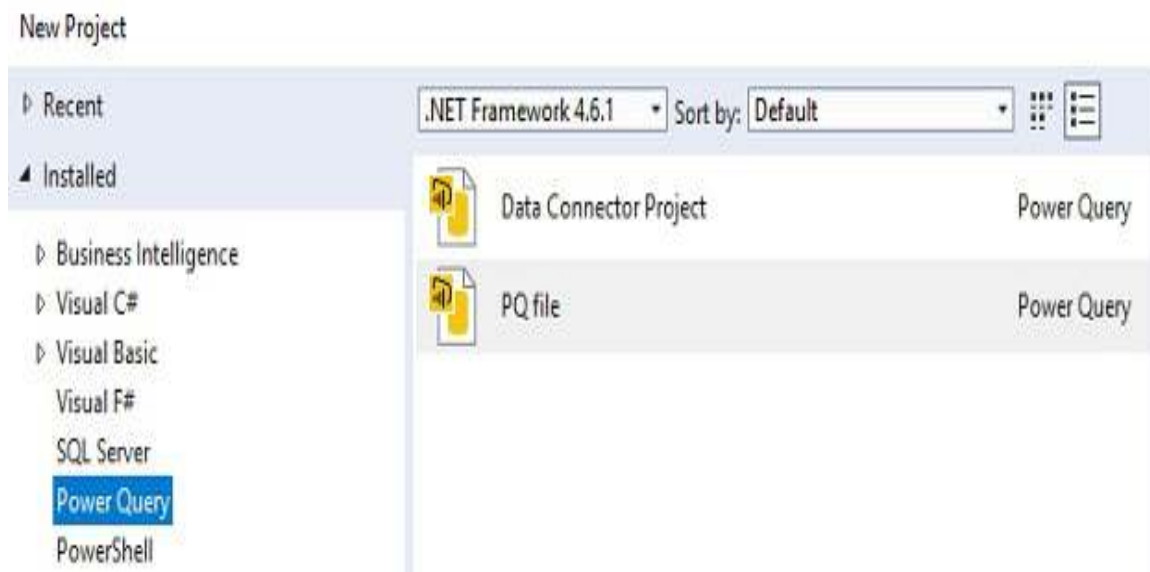 New Project
Recent
.NET Framework 4.6.1 Sort by: Default
Installed
Data Connector Project Power Query
Business Intelligence
Visual C#
PQ file Power Query
Visual Basic
Visual F#
SQL Server
Power Query
PowerShell